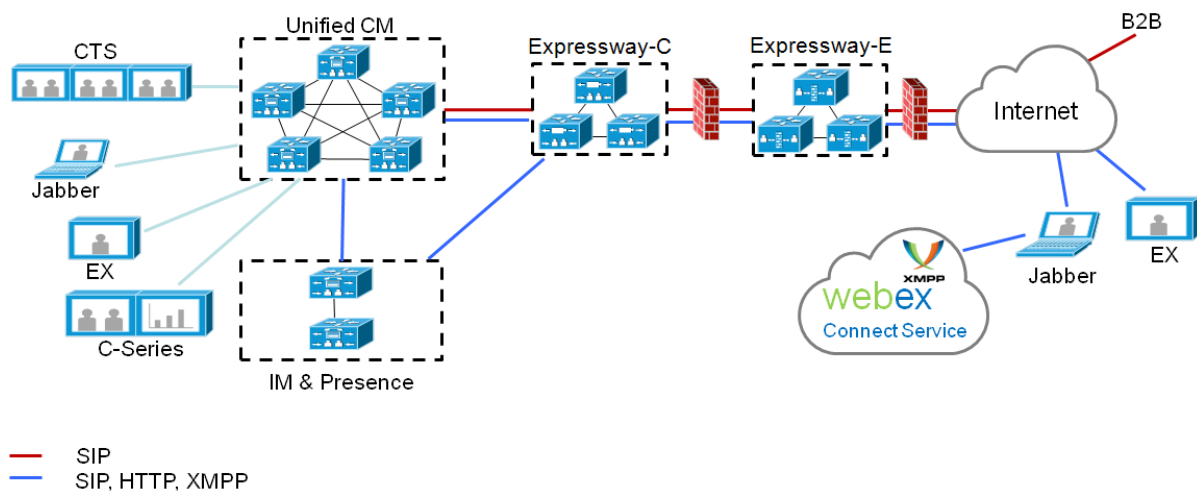 Unified CM
CTS
Expressway-C
Expressway-E
B2B
Internet
Jabber
EX
C-Series
IM & Presence
XMPP
webex
Connect Service
Jabber
EX
SIP
SIP, HTTP, XMPP